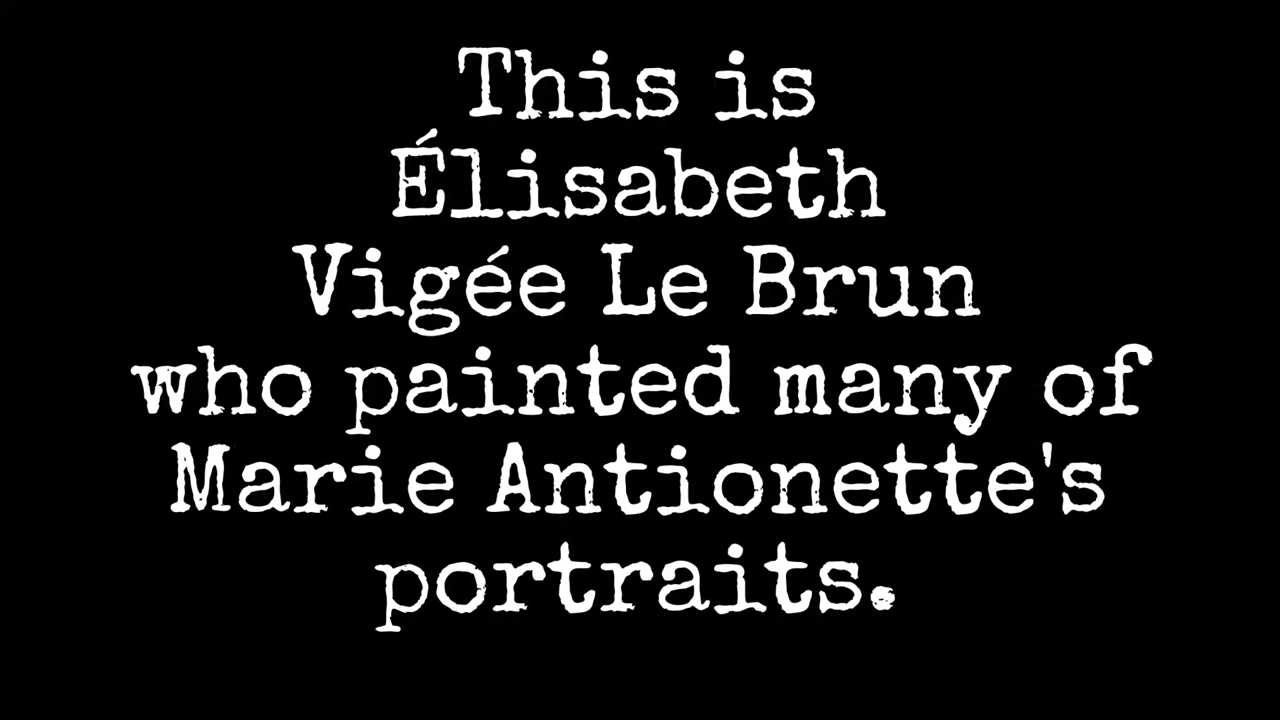 This is
Élisabeth
Vigée Le Brun
who painted many of
Marie Antionette's
portraits.